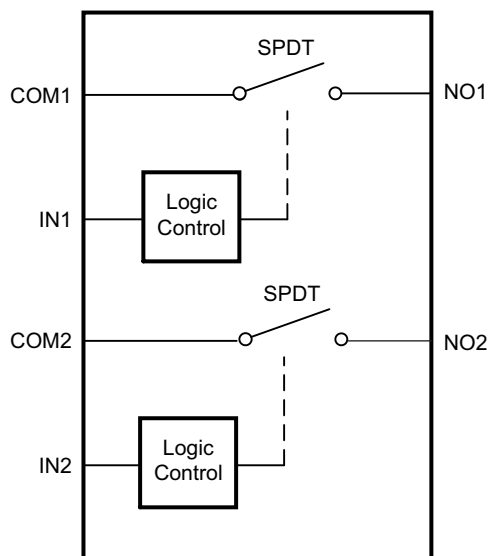 SPDT
COM1
NO1
Logic
Control
IN1
SPDT
COM2
NO2
Logic
Control
IN2